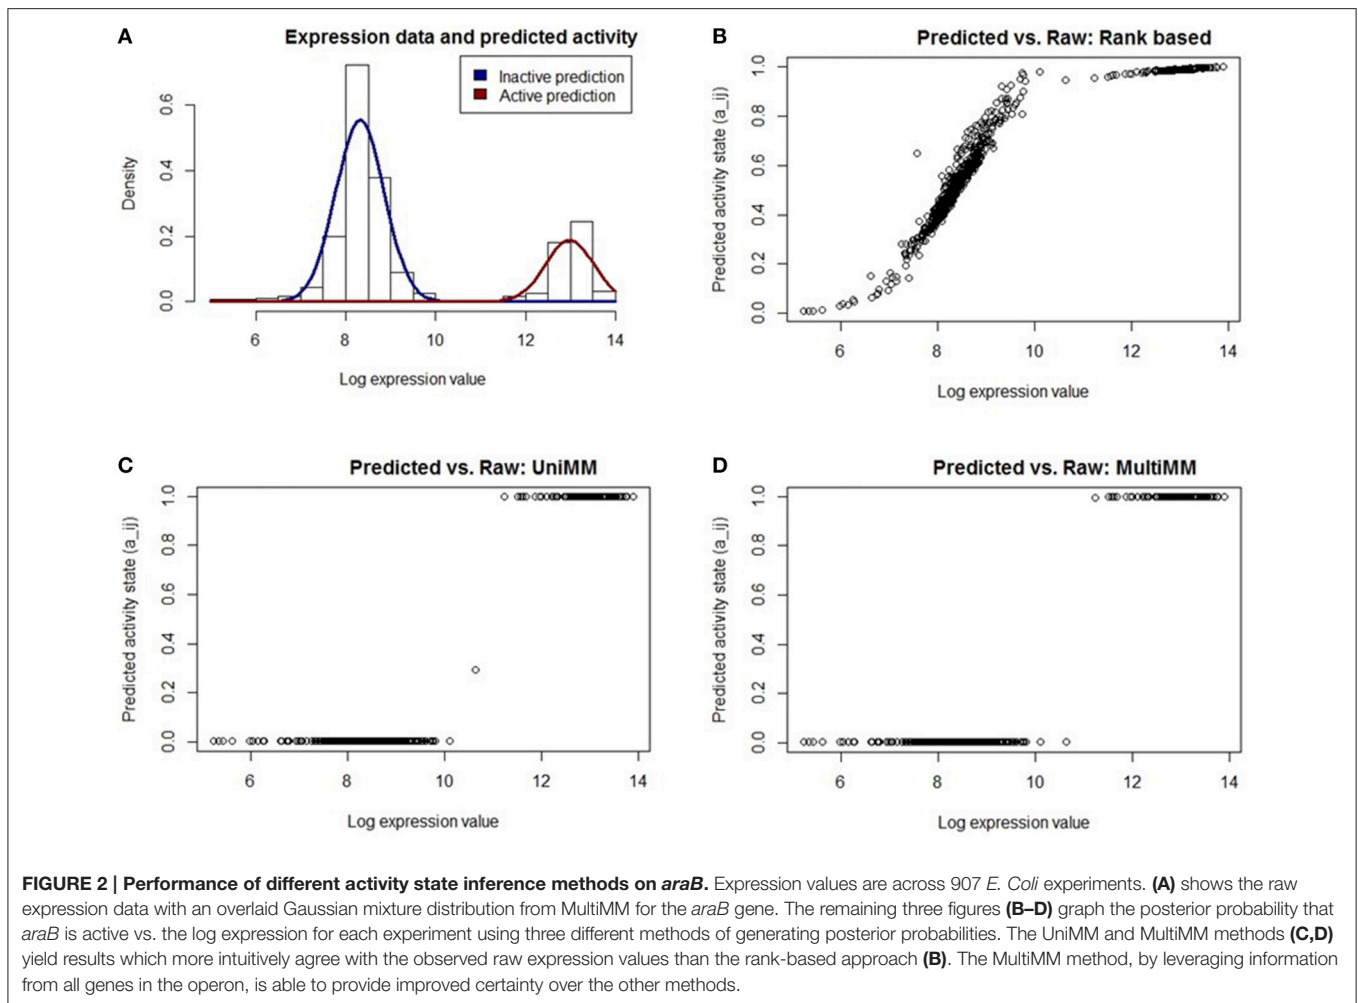 A
Expression data and predicted activity
Inactive prediction
Active prediction
Density
0.0 0.2 0.4 0.6
6 8 10 12 14
Log expression value
B
Predicted vs. Raw: Rank based
Predicted activity state (a_ij)
0.0 0.2 0.4 0.6 0.8 1.0
6 8 10 12 14
Log expression value
C
Predicted vs. Raw: UniMM
Predicted activity state (a_ij)
0.0 0.2 0.4 0.6 0.8 1.0
6 8 10 12 14
Log expression value
D
Predicted vs. Raw: MultiMM
Predicted activity state (a_ij)
0.0 0.2 0.4 0.6 0.8 1.0
6 8 10 12 14
Log expression value
FIGURE 2 | Performance of different activity state inference methods on araB. Expression values are across 907 E. Coli experiments. (A) shows the raw
expression data with an overlaid Gaussian mixture distribution from MultiMM for the araB gene. The remaining three figures (B–D) graph the posterior probability that
araB is active vs. the log expression for each experiment using three different methods of generating posterior probabilities. The UniMM and MultiMM methods (C,D)
yield results which more intuitively agree with the observed raw expression values than the rank-based approach (B). The MultiMM method, by leveraging information
from all genes in the operon, is able to provide improved certainty over the other methods.